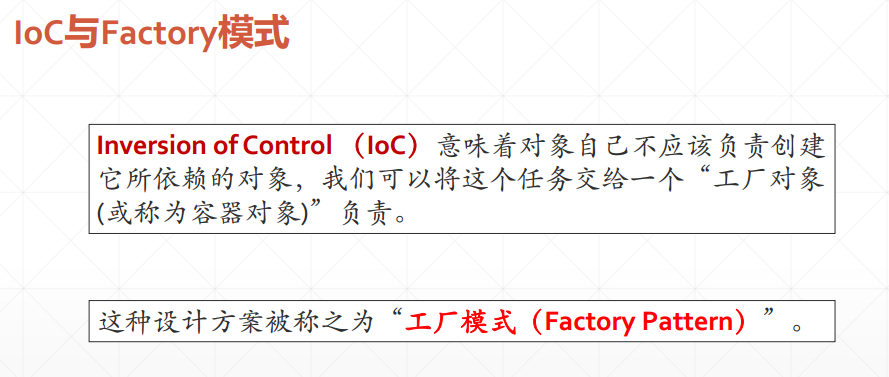 IoC与Factory模式
Inversion of Control （IoC）意味着对象自己不应该负责创建
它所依赖的对象，我们可以将这个任务交给一个“工厂对象
(或称为容器对象)”负责。
这种设计方案被称之为“工厂模式（Factory Pattern）”。